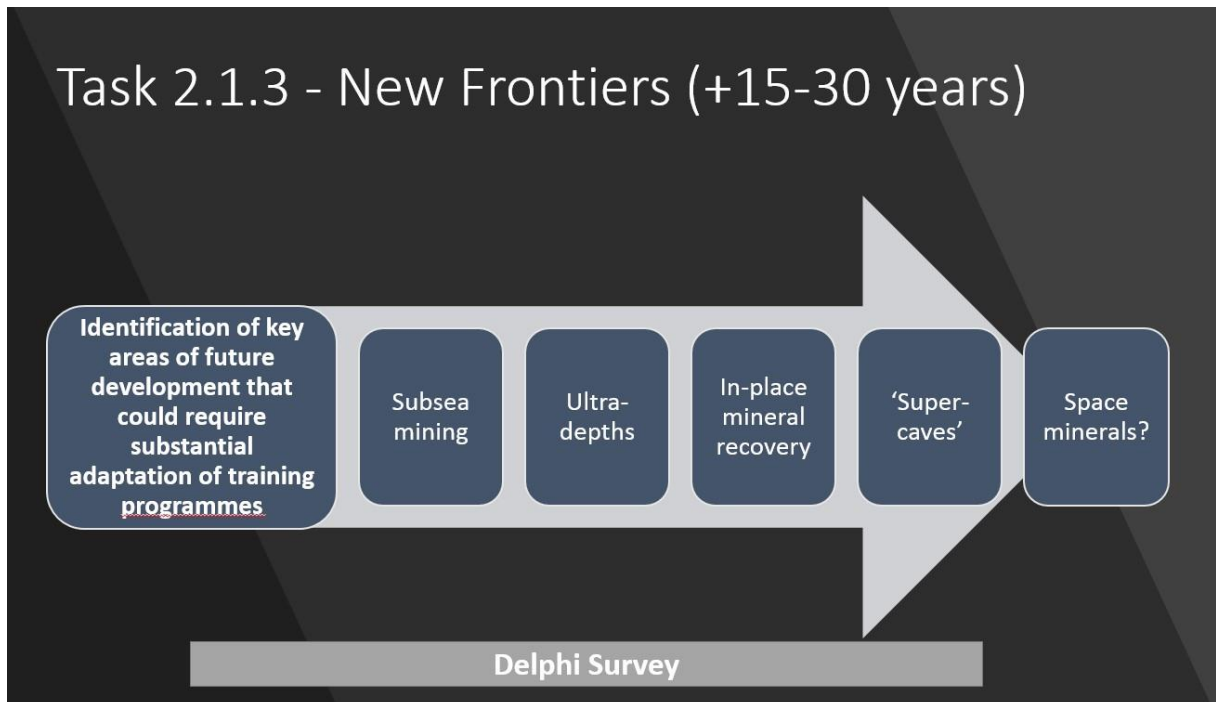 Task 2.1.3 - New Frontiers (+15-30 years)
Identification of key
areas of future
development that
could require
substantial
adaptation of training
programmes
Subsea
mining
Ultra-
depths
In-place
mineral
recovery
‘Super-
caves’
Space
minerals?
Delphi Survey